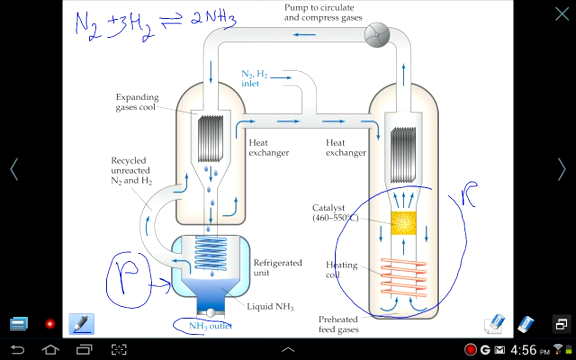 Pump to circulate
and compress gases
N2 + 3H2 ⇌ 2NH3
N2, H2
inlet
Expanding
gases cool
Heat
exchanger
Heat
exchanger
Recycled
unreacted
N2 and H2
R
Catalyst
(460–550°C)
P
Refrigerated
unit
Heating
coil
Liquid NH3
NH3 outlet
Preheated
feed gases
4:56 PM